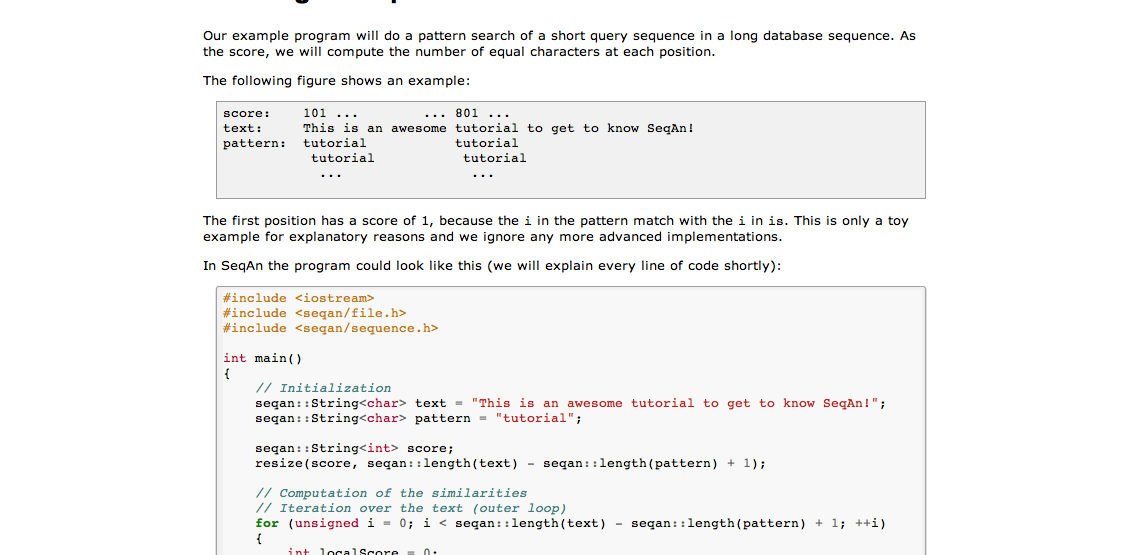 Our example program will do a pattern search of a short query sequence in a long database sequence. As
the score, we will compute the number of equal characters at each position.
The following figure shows an example:
score:    101 ...        ... 801 ...
text:     This is an awesome tutorial to get to know SeqAn!
pattern:  tutorial           tutorial
           tutorial           tutorial
            ...                ...
The first position has a score of 1, because the i in the pattern match with the i in is. This is only a toy
example for explanatory reasons and we ignore any more advanced implementations.
In SeqAn the program could look like this (we will explain every line of code shortly):
#include <iostream>
#include <seqan/file.h>
#include <seqan/sequence.h>
int main()
{
    // Initialization
    seqan::String<char> text = "This is an awesome tutorial to get to know SeqAn!";
    seqan::String<char> pattern = "tutorial";
    seqan::String<int> score;
    resize(score, seqan::length(text) - seqan::length(pattern) + 1);
    // Computation of the similarities
    // Iteration over the text (outer loop)
    for (unsigned i = 0; i < seqan::length(text) - seqan::length(pattern) + 1; ++i)
    {
        int localScore = 0;